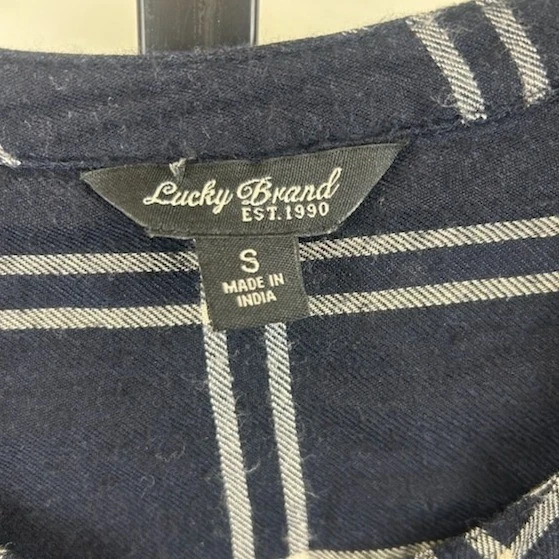 Lucky Brand
EST.1990
S
MADE IN
INDIA